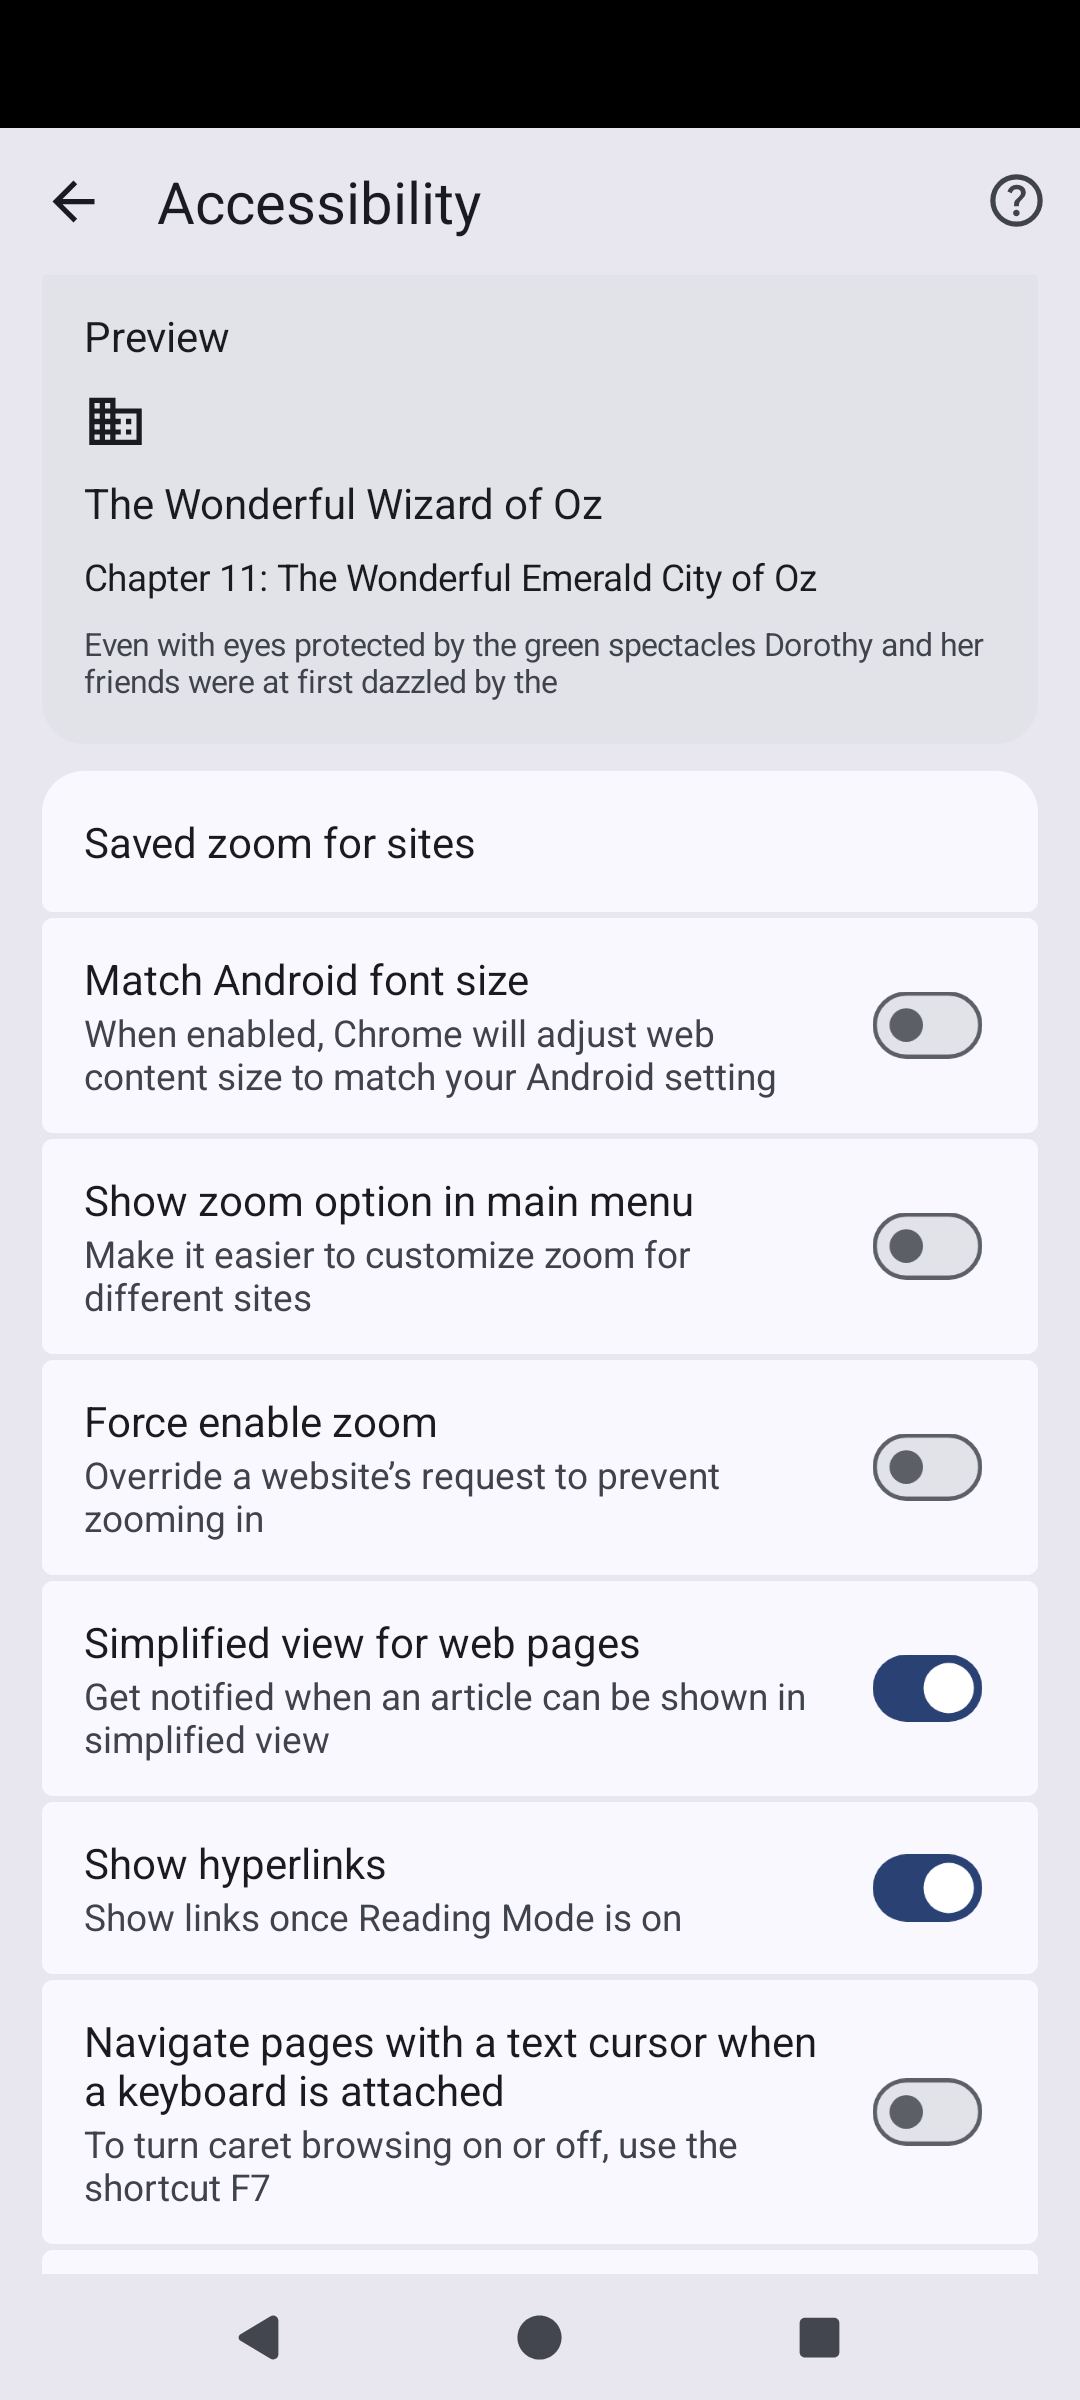 Accessibility
Preview
The Wonderful Wizard of Oz
Chapter 11: The Wonderful Emerald City of Oz
Even with eyes protected by the green spectacles Dorothy and her
friends were at first dazzled by the
Saved zoom for sites
Match Android font size
When enabled, Chrome will adjust web
content size to match your Android setting
Show zoom option in main menu
Make it easier to customize zoom for
different sites
Force enable zoom
Override a website’s request to prevent
zooming in
Simplified view for web pages
Get notified when an article can be shown in
simplified view
Show hyperlinks
Show links once Reading Mode is on
Navigate pages with a text cursor when
a keyboard is attached
To turn caret browsing on or off, use the
shortcut F7